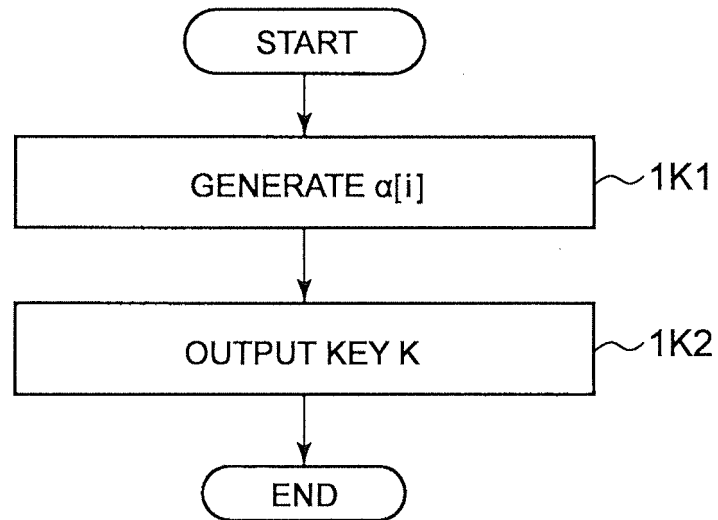 START
GENERATE α[i]
1K1
OUTPUT KEY K
1K2
END